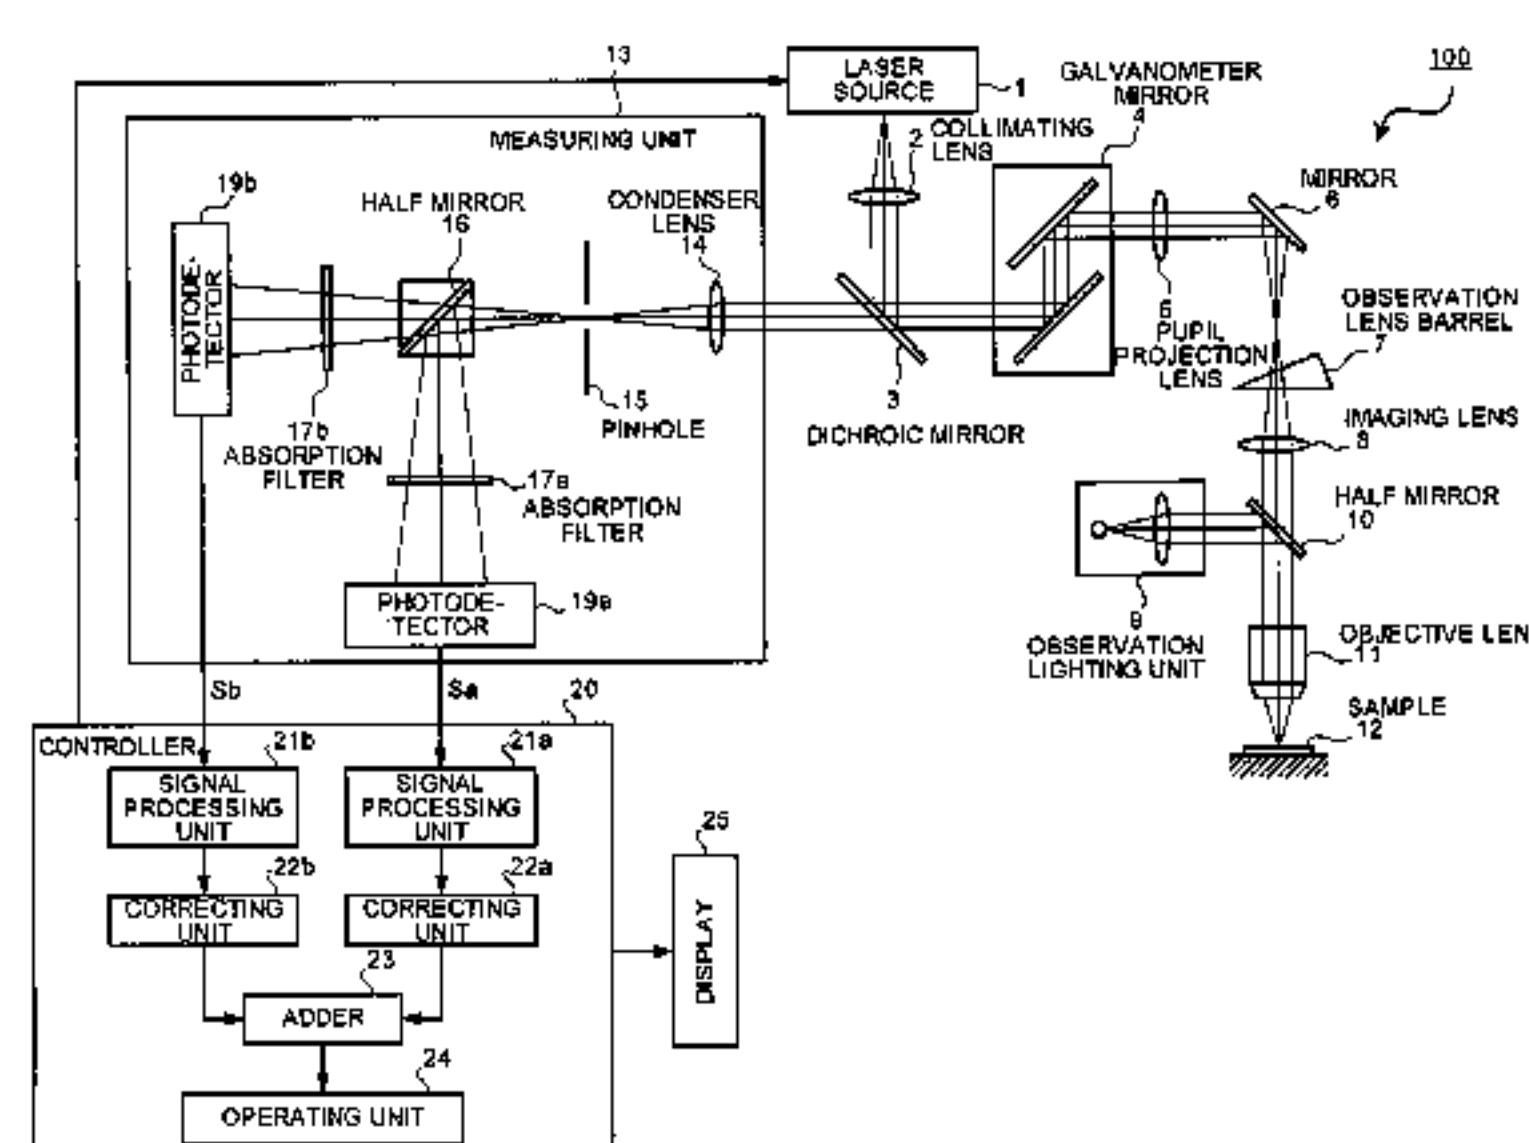 13
LASER
SOURCE
1
GALVANOMETER
MIRROR
4
100
MEASURING UNIT
2
COLLIMATING
LENS
19b
HALF MIRROR
16
CONDENSER
LENS
14
MIRROR
6
PHOTODE-
TECTOR
OBSERVATION
LENS BARREL
7
5
PUPIL
PROJECTION
LENS
15
PINHOLE
3
DICHROIC MIRROR
IMAGING LENS
8
17b
ABSORPTION
FILTER
17a
ABSORPTION
FILTER
HALF MIRROR
10
PHOTODE-
TECTOR
19a
9
OBSERVATION
LIGHTING UNIT
OBJECTIVE LEN
11
Sb
Sa
20
SAMPLE
12
CONTROLLER
21b
21a
SIGNAL
PROCESSING
UNIT
SIGNAL
PROCESSING
UNIT
22b
22a
25
CORRECTING
UNIT
CORRECTING
UNIT
DISPLAY
23
ADDER
24
OPERATING UNIT